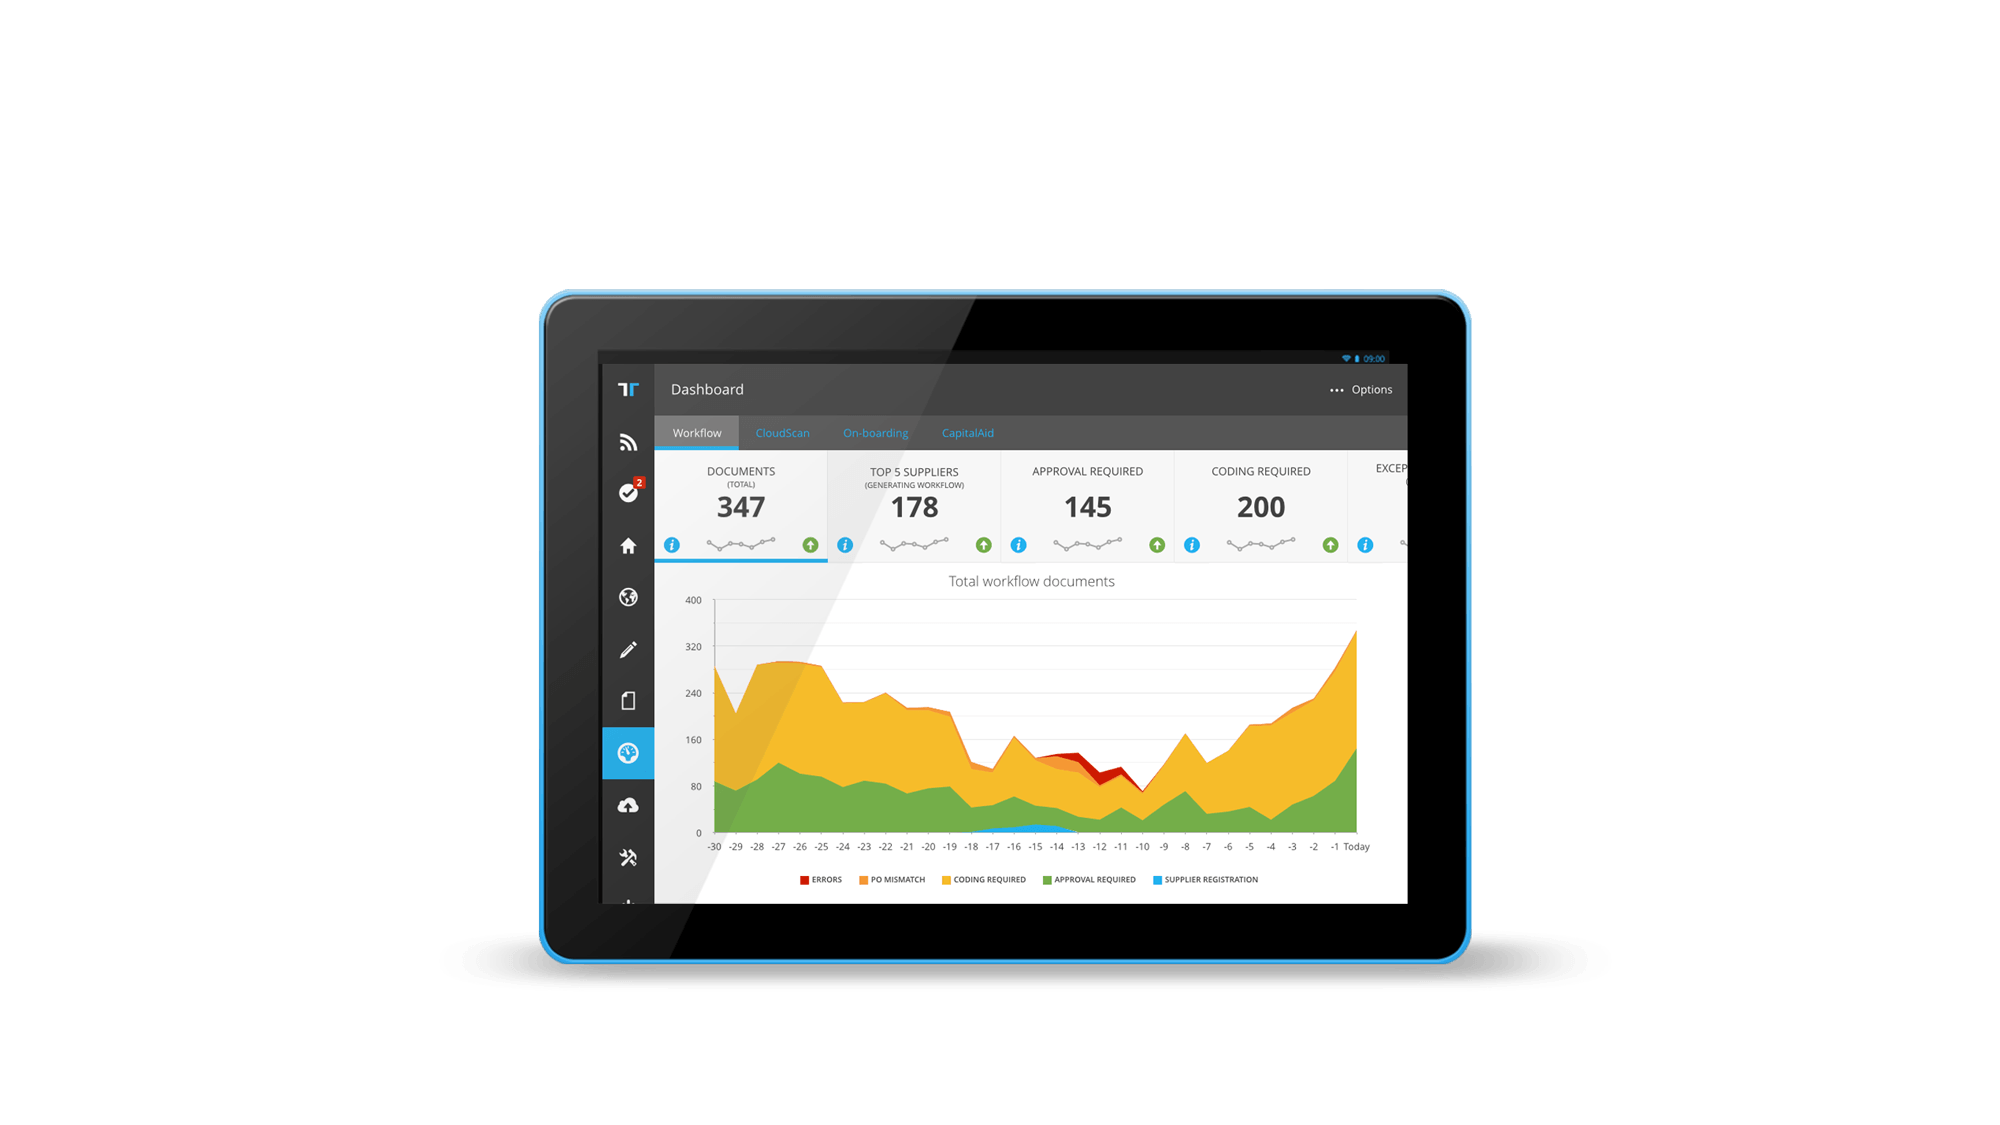 09:00
Dashboard
... Options
Workflow CloudScan On-boarding CapitalAid
DOCUMENTS TOP 5 SUPPLIERS APPROVAL REQUIRED CODING REQUIRED EXCEP
(TOTAL) (GENERATING WORKFLOW)
347 178 145 200
2
Total workflow documents
400
320
240
160
80
0
-30 -29 -28 -27 -26 -25 -24 -23 -22 -21 -20 -19 -18 -17 -16 -15 -14 -13 -12 -11 -10 -9 -8 -7 -6 -5 -4 -3 -2 -1 Today
ERRORS PO MISMATCH CODING REQUIRED APPROVAL REQUIRED SUPPLIER REGISTRATION